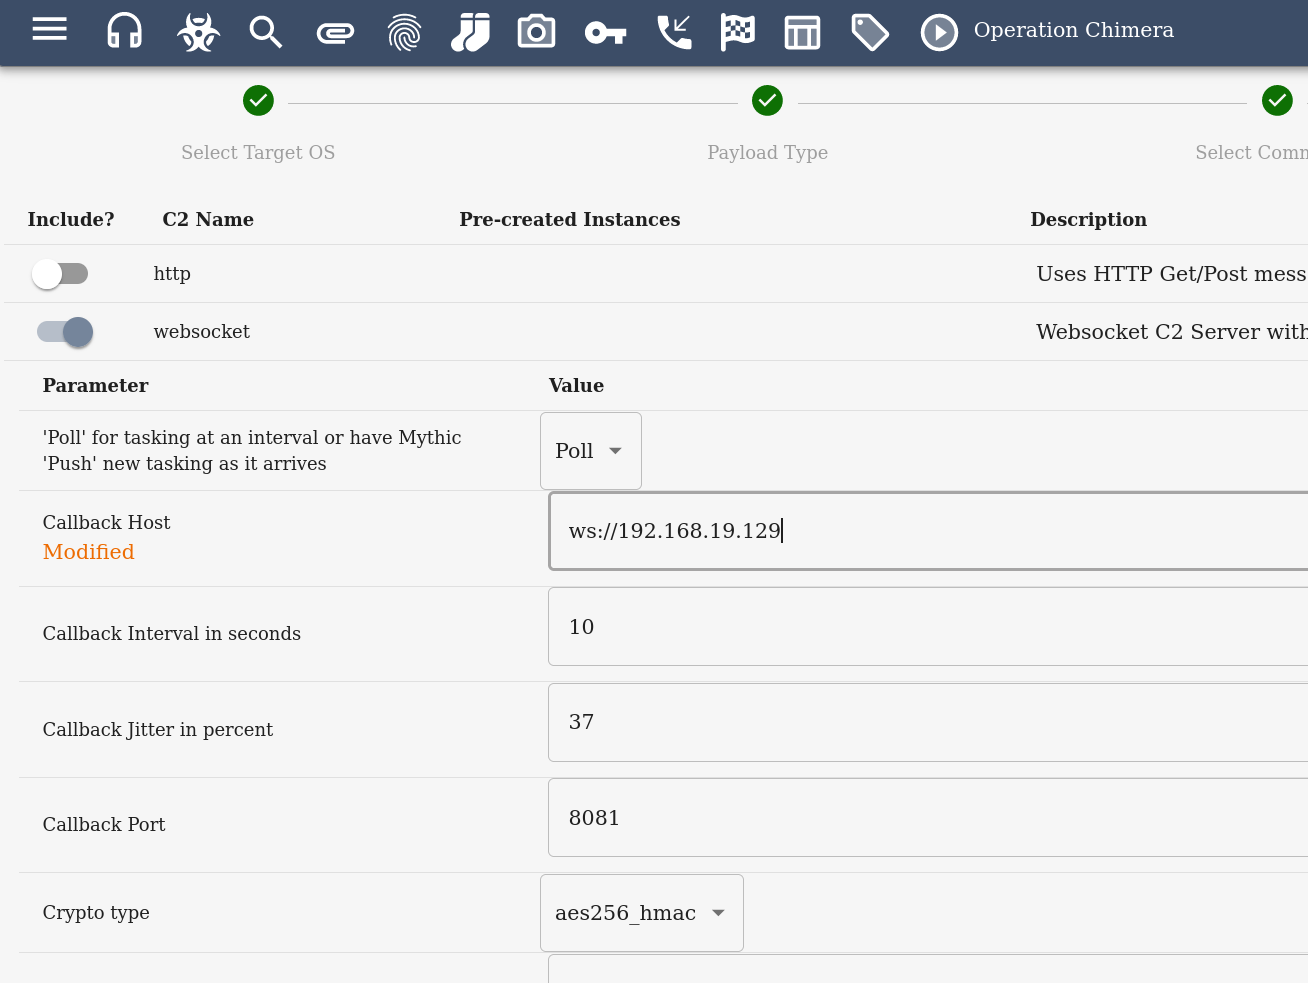 Operation Chimera
Select Target OS
Payload Type
Select Comm
Include?
C2 Name
Pre-created Instances
Description
http
Uses HTTP Get/Post mess
websocket
Websocket C2 Server with
Parameter
Value
'Poll' for tasking at an interval or have Mythic
'Push' new tasking as it arrives
Poll
Callback Host
Modified
ws://192.168.19.129
Callback Interval in seconds
10
Callback Jitter in percent
37
Callback Port
8081
Crypto type
aes256_hmac